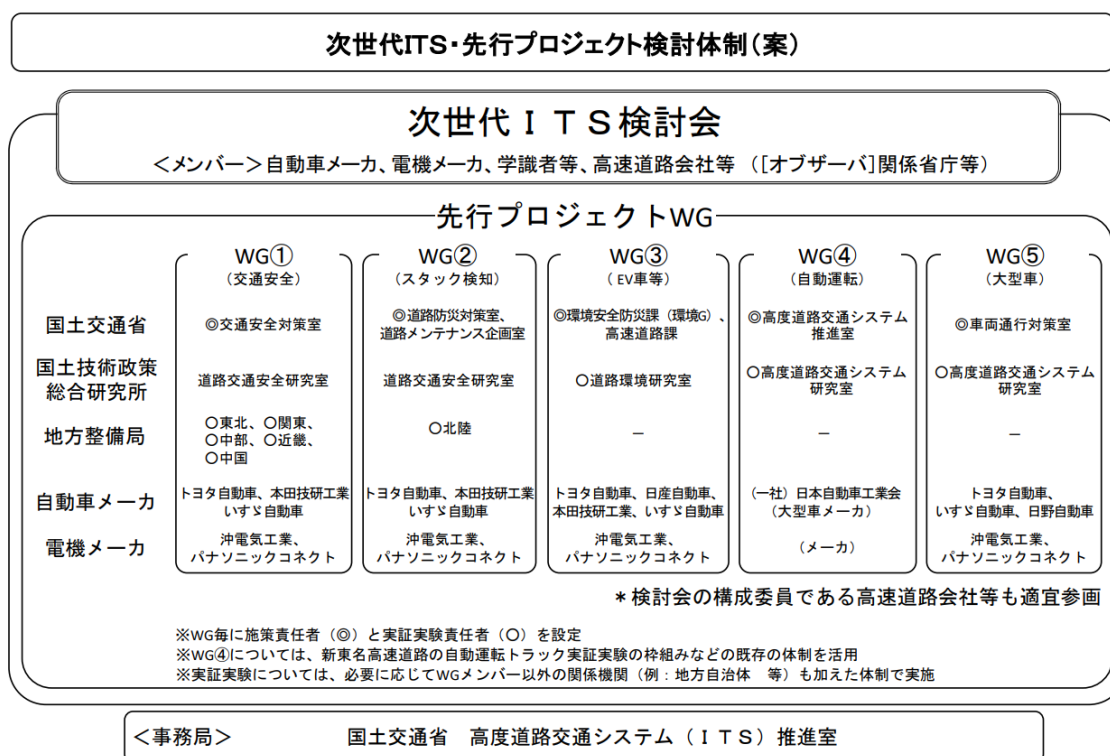 次世代ITS・先行プロジェクト検討体制(案)
次世代ITS検討会
<メンバー>自動車メーカ、電機メーカ、学識者等、高速道路会社等 ([オブザーバ]関係省庁等)
先行プロジェクトWG
WG① WG② WG③ WG④ WG⑤
(交通安全) (スタック検知) (EV車等) (自動運転) (大型車)
国土交通省
◎交通安全対策室
◎道路防災対策室、
道路メンテナンス企画室
◎環境安全防災課(環境G)、
高速道路課
◎高度道路交通システム
推進室
◎車両通行対策室
国土技術政策
総合研究所
道路交通安全研究室
道路交通安全研究室
〇道路環境研究室
〇高度道路交通システム
研究室
〇高度道路交通システム
研究室
地方整備局
〇東北、〇関東、
〇中部、〇近畿、
〇中国
〇北陸
－
－
－
自動車メーカ
トヨタ自動車、本田技研工業
いすゞ自動車
トヨタ自動車、本田技研工業
いすゞ自動車
トヨタ自動車、日産自動車、
本田技研工業、いすゞ自動車
(一社)日本自動車工業会
(大型車メーカ)
トヨタ自動車、
いすゞ自動車、日野自動車
電機メーカ
沖電気工業、
パナソニックコネクト
沖電気工業、
パナソニックコネクト
沖電気工業、
パナソニックコネクト
(メーカ)
沖電気工業、
パナソニックコネクト
＊検討会の構成委員である高速道路会社等も適宜参画
※WG毎に施策責任者(◎)と実証実験責任者(〇)を設定
※WG④については、新東名高速道路の自動運転トラック実証実験の枠組みなどの既存の体制を活用
※実証実験については、必要に応じてWGメンバー以外の関係機関(例:地方自治体 等)も加えた体制で実施
<事務局> 国土交通省 高度道路交通システム(ITS)推進室